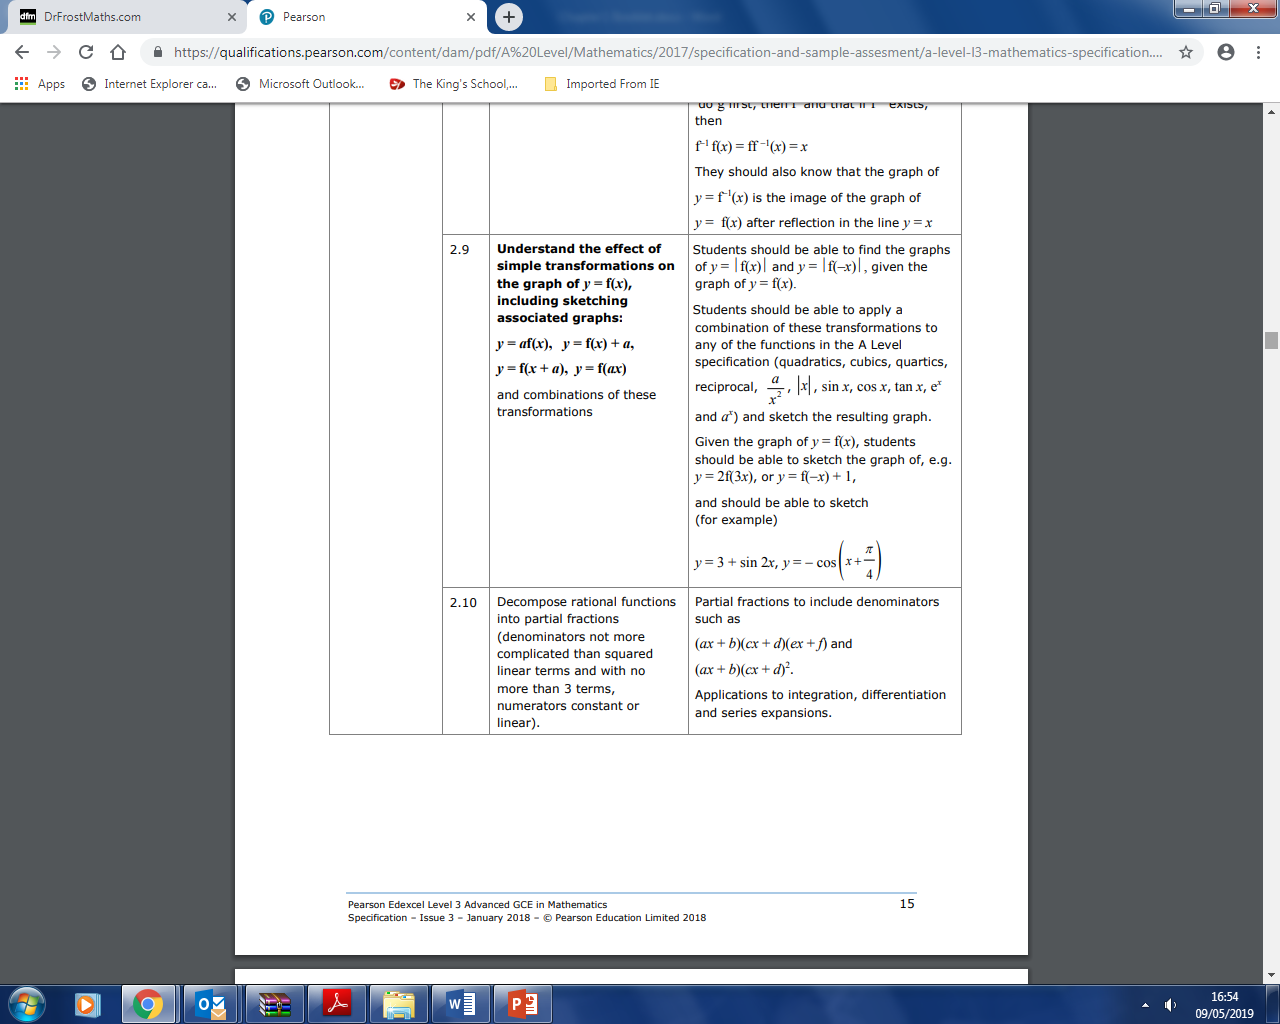 DrFrostMaths.com
Pearson
https://qualifications.pearson.com/content/dam/pdf/A%20Level/Mathematics/2017/specification-and-sample-assesment/a-level-l3-mathematics-specification....
Apps
Internet Explorer ca...
Microsoft Outlook...
The King's School,...
Imported From IE
then
f⁻¹ f(x) = ff ⁻¹(x) = x
They should also know that the graph of
y = f⁻¹(x) is the image of the graph of
y = f(x) after reflection in the line y = x
2.9
Understand the effect of
simple transformations on
the graph of y = f(x),
including sketching
associated graphs:
y = af(x), y = f(x) + a,
y = f(x + a), y = f(ax)
and combinations of these
transformations
Students should be able to find the graphs
of y = |f(x)| and y = |f(–x)|, given the
graph of y = f(x).
Students should be able to apply a
combination of these transformations to
any of the functions in the A Level
specification (quadratics, cubics, quartics,
reciprocal, a/x², |x|, sin x, cos x, tan x, eˣ
and aˣ) and sketch the resulting graph.
Given the graph of y = f(x), students
should be able to sketch the graph of, e.g.
y = 2f(3x), or y = f(–x) + 1,
and should be able to sketch
(for example)
y = 3 + sin 2x, y = – cos(x + π/4)
2.10
Decompose rational functions
into partial fractions
(denominators not more
complicated than squared
linear terms and with no
more than 3 terms,
numerators constant or
linear).
Partial fractions to include denominators
such as
(ax + b)(cx + d)(ex + f) and
(ax + b)(cx + d)².
Applications to integration, differentiation
and series expansions.
Pearson Edexcel Level 3 Advanced GCE in Mathematics
Specification – Issue 3 – January 2018 – © Pearson Education Limited 2018
15
16:54
09/05/2019